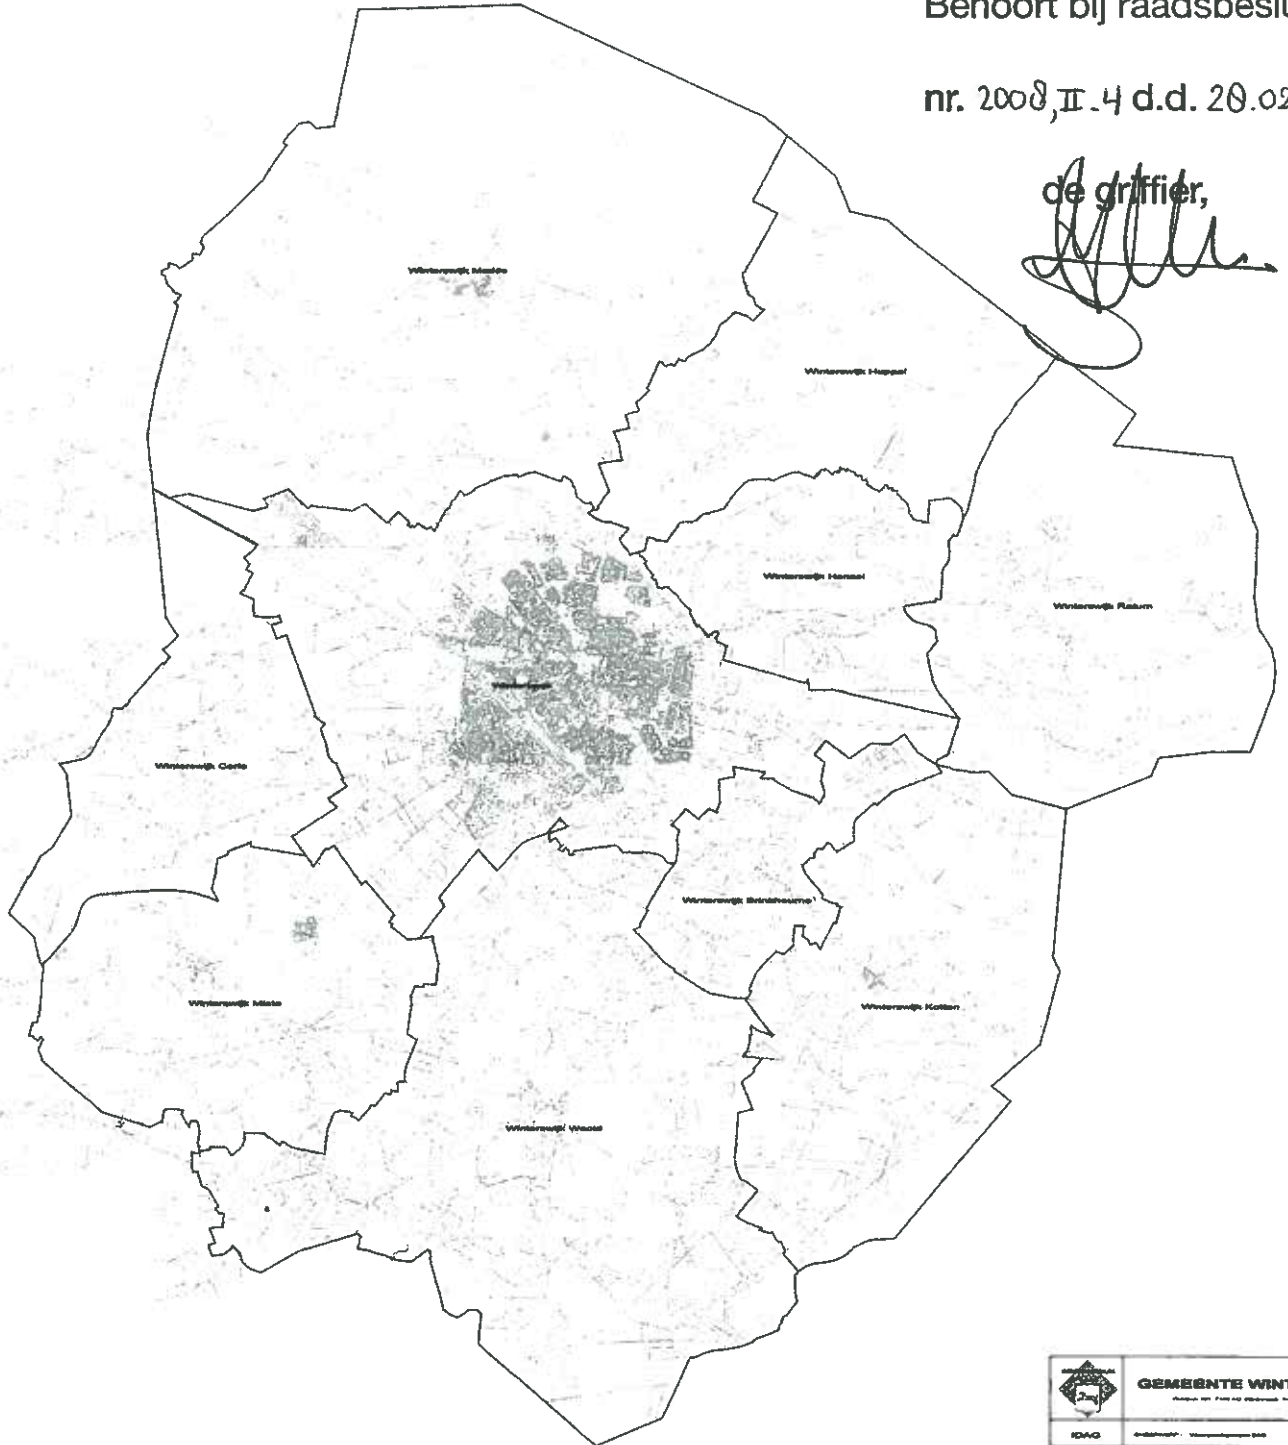 Behoort bij raadsbeslu
nr. 2008, II-4 d.d. 28.02
de griffier,
Winterswijk Meddo
Winterswijk Huppel
Winterswijk Henxel
Winterswijk Ratum
Winterswijk
Winterswijk Corle
Winterswijk Brinkheurne
Winterswijk Miste
Winterswijk Kotten
Winterswijk Woold
GEMEENTE WINT